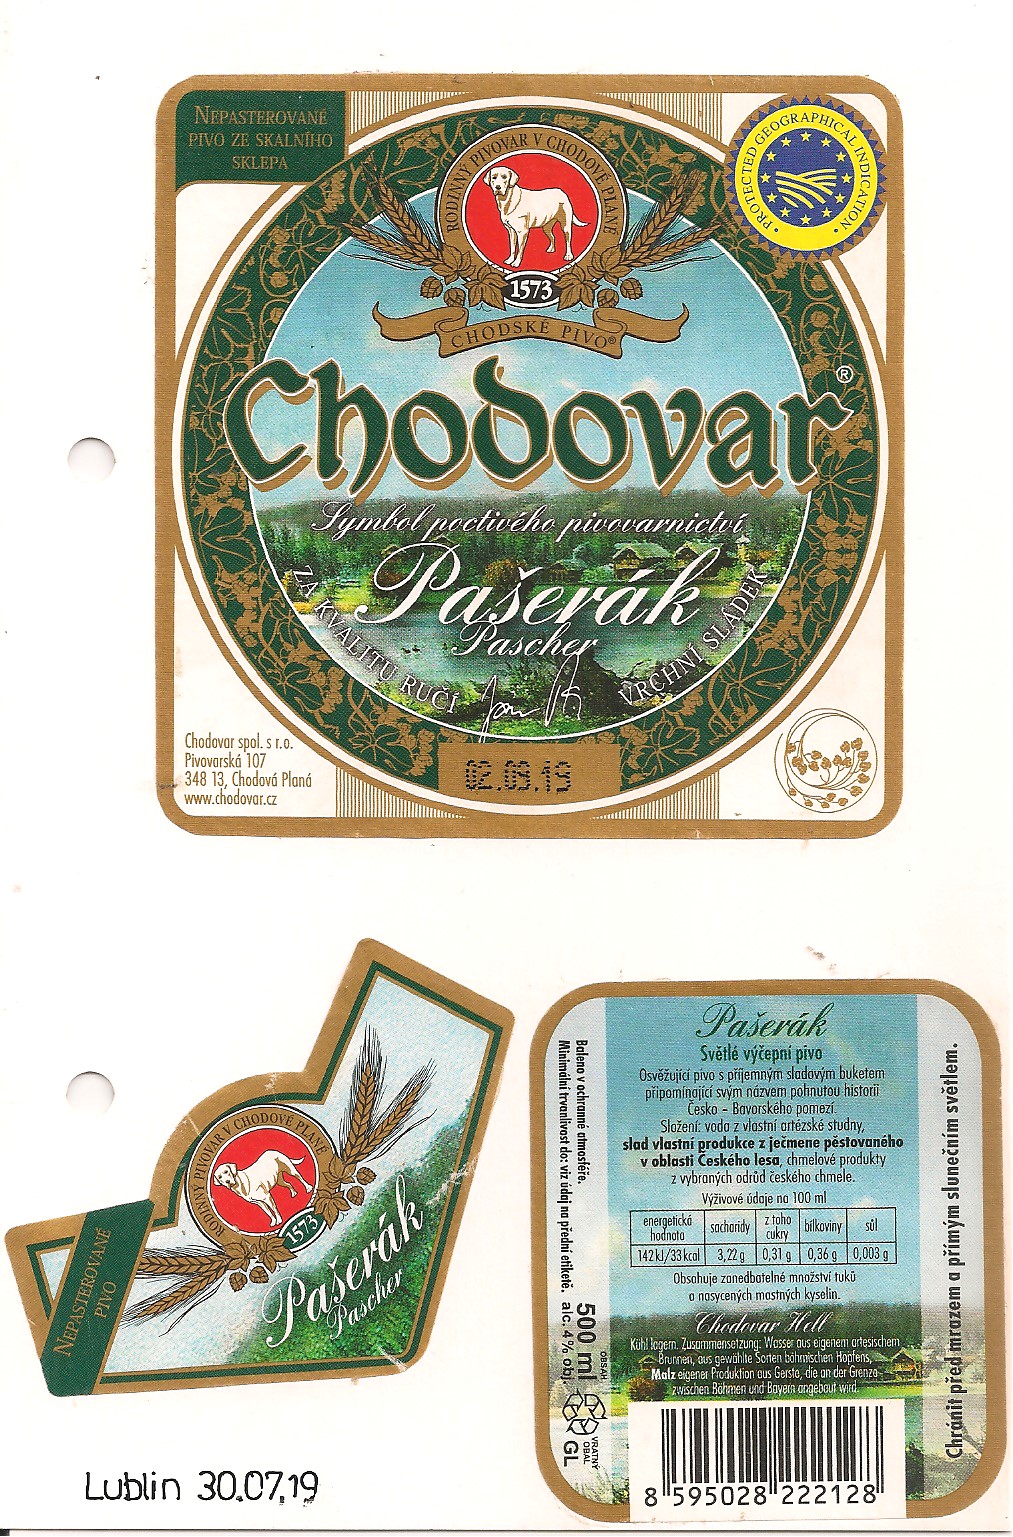 NEPASTEROVANÉ
PIVO ZE SKALNÍHO
SKLEPA
RODINNÝ PIVOVAR V CHODOVÉ PLANÉ
PROTECTED GEOGRAPHICAL INDICATION
1573
CHODSKÉ PIVO®
Chodovar®
Symbol poctivého pivovarnictví
Pašerák
Pascher
ZA KVALITU RUČÍ
VRCHNÍ SLÁDEK
Chodovar spol. s r.o.
Pivovarská 107
348 13, Chodová Planá
www.chodovar.cz
02.09.19
RODINNÝ PIVOVAR V CHODOVÉ PLANÉ
1573
Pašerák
Pascher
NEPASTEROVANÉ
PIVO
Pašerák
Světlé výčepní pivo
Osvěžující pivo s příjemným sladovým buketem
připomínající svým názvem pohnutou historii
Česko - Bavorského pomezí.
Složení: voda z vlastní artézské studny,
slad vlastní produkce z ječmene pěstovaného
v oblasti Českého lesa, chmelové produkty
z vybraných odrůd českého chmele.
Výživové údaje na 100 ml
energetická hodnota sacharidy z toho cukry bílkoviny sůl
142 kJ/33 kcal 3,22 g 0,31 g 0,36 g 0,003 g
Obsahuje zanedbatelné množství tuků
a nasycených mastných kyselin.
Chodovar Hell
Kühl lagern. Zusammensetzung: Wasser aus eigenem artesischem
Brunnen, aus gewählte Sorten böhmischen Hopfens,
Malz eigener Produktion aus Gerste, die an der Grenze
zwischen Böhmen und Bayern angebaut wird.
Baleno v ochranné atmosféře.
Minimální trvanlivost do: viz údaj na přední etiketě.
OBSAH:
500 ml
alc. 4% obj.
VRATNÝ
OBAL
GL
Chránit před mrazem a přímým slunečním světlem.
8 595028 222128
Lublin 30.07.19